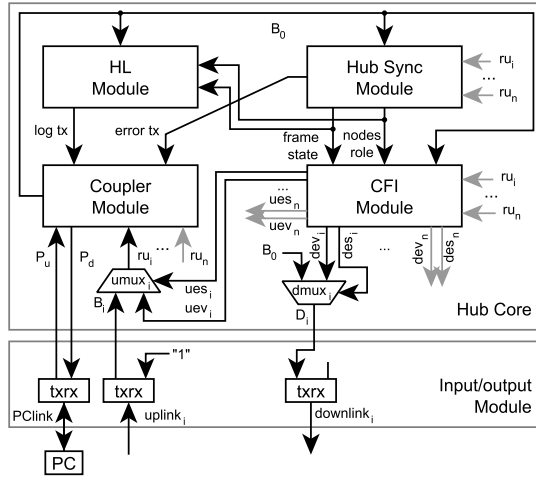 B0
HL
Module
Hub Sync
Module
rui
...
run
log tx
error tx
frame
state
nodes
role
Coupler
Module
CFI
Module
rui
...
run
...
uesn
uevn
Pu
Pd
rui
...
run
B0
devi
desi
...
devn
desn
umuxi
uesi
uevi
Bi
dmuxi
Di
Hub Core
"1"
txrx
txrx
txrx
Input/output
Module
PClink
uplinki
downlinki
PC